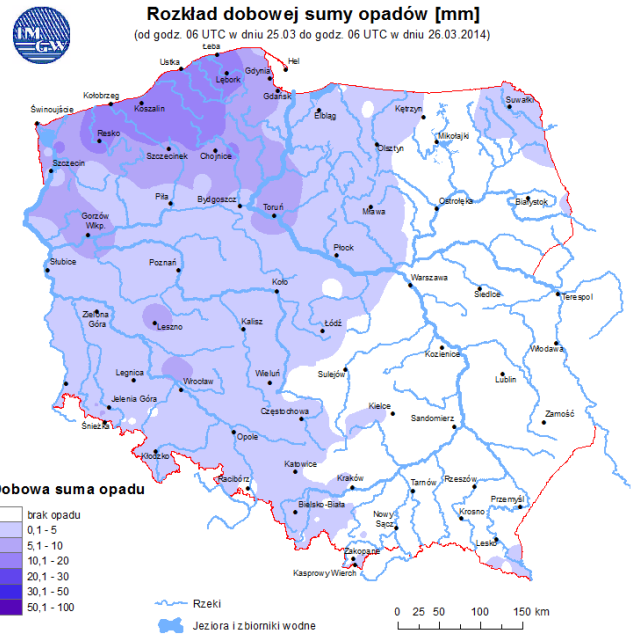 IM
GW
Rozkład dobowej sumy opadów [mm]
(od godz. 06 UTC w dniu 25.03 do godz. 06 UTC w dniu 26.03.2014)
Łeba
Ustka
Hel
Lębork
Gdynia
Gdańsk
Kołobrzeg
Koszalin
Świnoujście
Resko
Elbląg
Kętrzyn
Suwałki
Mikołajki
Szczecin
Szczecinek
Chojnice
Olsztyn
Piła
Bydgoszcz
Toruń
Mława
Ostrołęka
Białystok
Gorzów
Wlkp.
Płock
Słubice
Poznań
Koło
Warszawa
Siedlce
Terespol
Zielona
Góra
Leszno
Kalisz
Łódź
Kozienice
Włodawa
Legnica
Wrocław
Wieluń
Sulejów
Lublin
Jelenia Góra
Śnieżka
Częstochowa
Kielce
Sandomierz
Zamość
Opole
Kłodzko
Katowice
Racibórz
Kraków
Tarnów
Rzeszów
Przemyśl
Bielsko-Biała
Nowy
Sącz
Krosno
Lesko
Zakopane
Kasprowy Wierch
Dobowa suma opadu
brak opadu
0,1 - 5
5,1 - 10
10,1 - 20
20,1 - 30
30,1 - 50
50,1 - 100
Rzeki
Jeziora i zbiorniki wodne
0 25 50 100 150 km